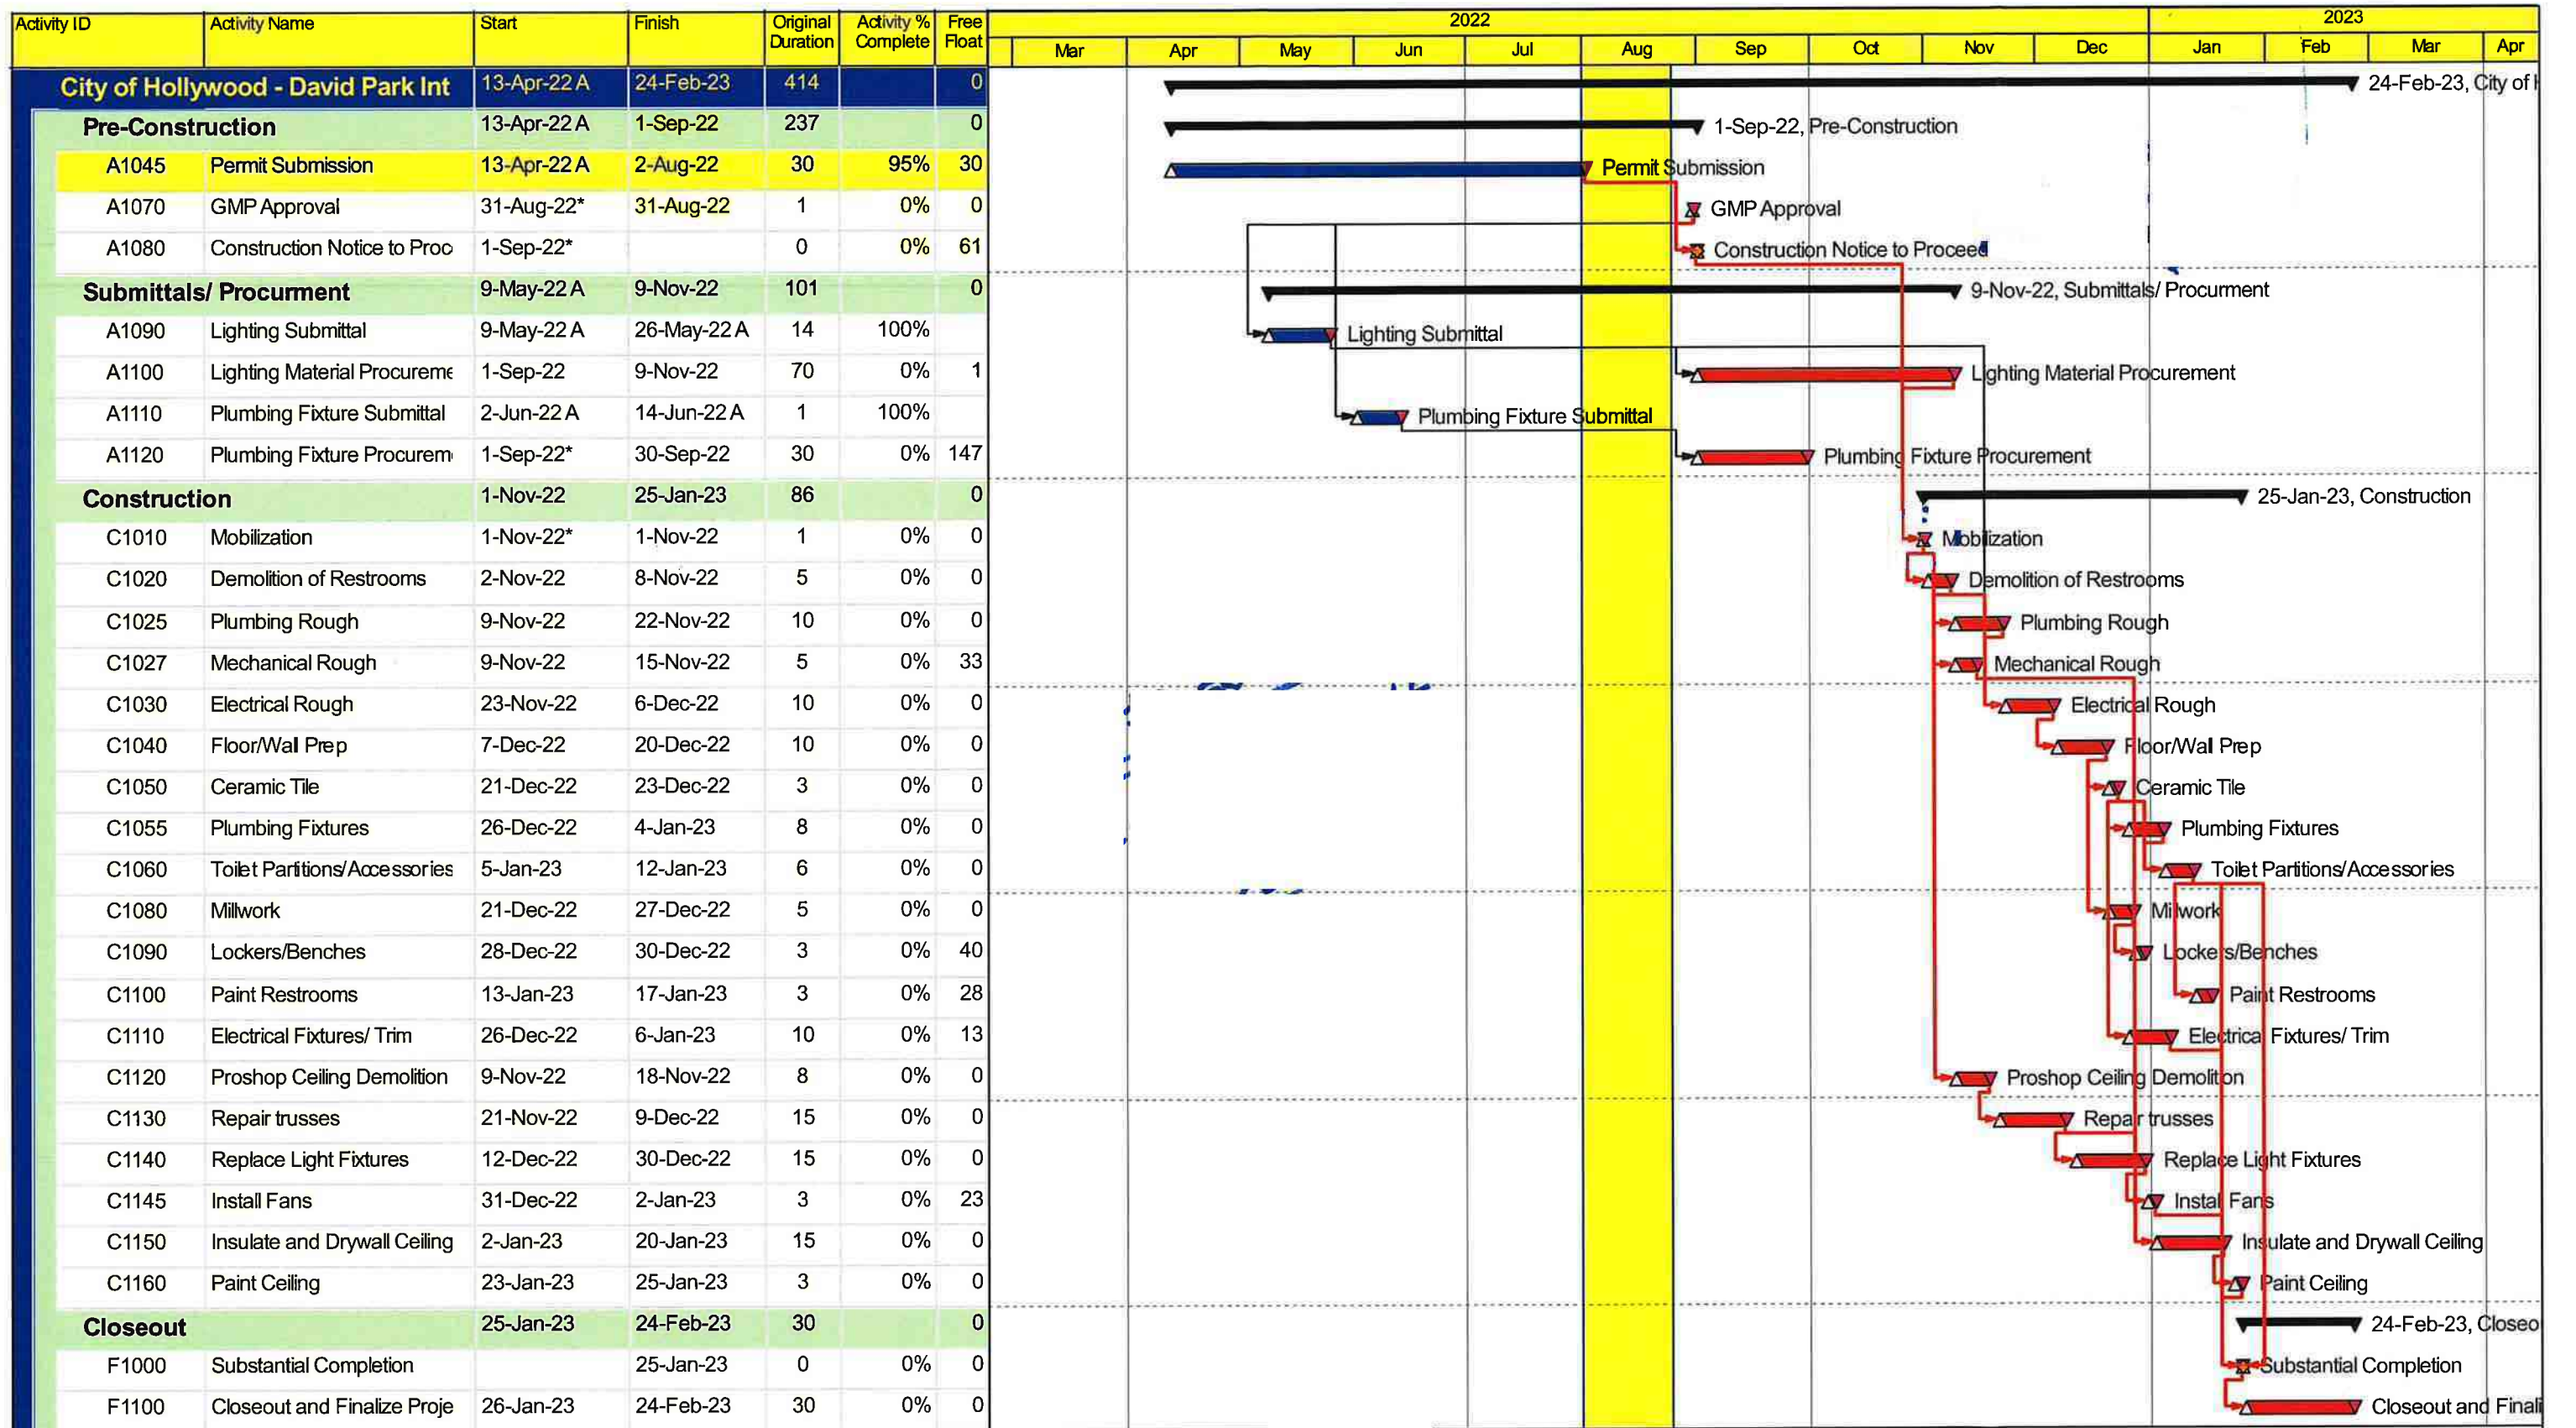 Activity ID Activity Name Start Finish Original Duration Activity % Complete Free Float 2022 2023
Mar Apr May Jun Jul Aug Sep Oct Nov Dec Jan Feb Mar Apr
City of Hollywood - David Park Int 13-Apr-22 A 24-Feb-23 414 0 24-Feb-23, City of
Pre-Construction 13-Apr-22 A 1-Sep-22 237 0 1-Sep-22, Pre-Construction
A1045 Permit Submission 13-Apr-22 A 2-Aug-22 30 95% 30 Permit Submission
A1070 GMP Approval 31-Aug-22* 31-Aug-22 1 0% 0 GMP Approval
A1080 Construction Notice to Proc 1-Sep-22* 0 0% 61 Construction Notice to Proceed
Submittals/ Procurment 9-May-22 A 9-Nov-22 101 0 9-Nov-22, Submittals/ Procurment
A1090 Lighting Submittal 9-May-22 A 26-May-22 A 14 100% Lighting Submittal
A1100 Lighting Material Procureme 1-Sep-22 9-Nov-22 70 0% 1 Lighting Material Procurement
A1110 Plumbing Fixture Submittal 2-Jun-22 A 14-Jun-22 A 1 100% Plumbing Fixture Submittal
A1120 Plumbing Fixture Procurem 1-Sep-22* 30-Sep-22 30 0% 147 Plumbing Fixture Procurement
Construction 1-Nov-22 25-Jan-23 86 0 25-Jan-23, Construction
C1010 Mobilization 1-Nov-22* 1-Nov-22 1 0% 0 Mobilization
C1020 Demolition of Restrooms 2-Nov-22 8-Nov-22 5 0% 0 Demolition of Restrooms
C1025 Plumbing Rough 9-Nov-22 22-Nov-22 10 0% 0 Plumbing Rough
C1027 Mechanical Rough 9-Nov-22 15-Nov-22 5 0% 33 Mechanical Rough
C1030 Electrical Rough 23-Nov-22 6-Dec-22 10 0% 0 Electrical Rough
C1040 Floor/Wall Prep 7-Dec-22 20-Dec-22 10 0% 0 Floor/Wall Prep
C1050 Ceramic Tile 21-Dec-22 23-Dec-22 3 0% 0 Ceramic Tile
C1055 Plumbing Fixtures 26-Dec-22 4-Jan-23 8 0% 0 Plumbing Fixtures
C1060 Toilet Partitions/Accessories 5-Jan-23 12-Jan-23 6 0% 0 Toilet Partitions/Accessories
C1080 Millwork 21-Dec-22 27-Dec-22 5 0% 0 Millwork
C1090 Lockers/Benches 28-Dec-22 30-Dec-22 3 0% 40 Lockers/Benches
C1100 Paint Restrooms 13-Jan-23 17-Jan-23 3 0% 28 Paint Restrooms
C1110 Electrical Fixtures/ Trim 26-Dec-22 6-Jan-23 10 0% 13 Electrical Fixtures/ Trim
C1120 Proshop Ceiling Demolition 9-Nov-22 18-Nov-22 8 0% 0 Proshop Ceiling Demolition
C1130 Repair trusses 21-Nov-22 9-Dec-22 15 0% 0 Repair trusses
C1140 Replace Light Fixtures 12-Dec-22 30-Dec-22 15 0% 0 Replace Light Fixtures
C1145 Install Fans 31-Dec-22 2-Jan-23 3 0% 23 Install Fans
C1150 Insulate and Drywall Ceiling 2-Jan-23 20-Jan-23 15 0% 0 Insulate and Drywall Ceiling
C1160 Paint Ceiling 23-Jan-23 25-Jan-23 3 0% 0 Paint Ceiling
Closeout 25-Jan-23 24-Feb-23 30 0 24-Feb-23, Closeo
F1000 Substantial Completion 25-Jan-23 0 0% 0 Substantial Completion
F1100 Closeout and Finalize Proje 26-Jan-23 24-Feb-23 30 0% 0 Closeout and Finali